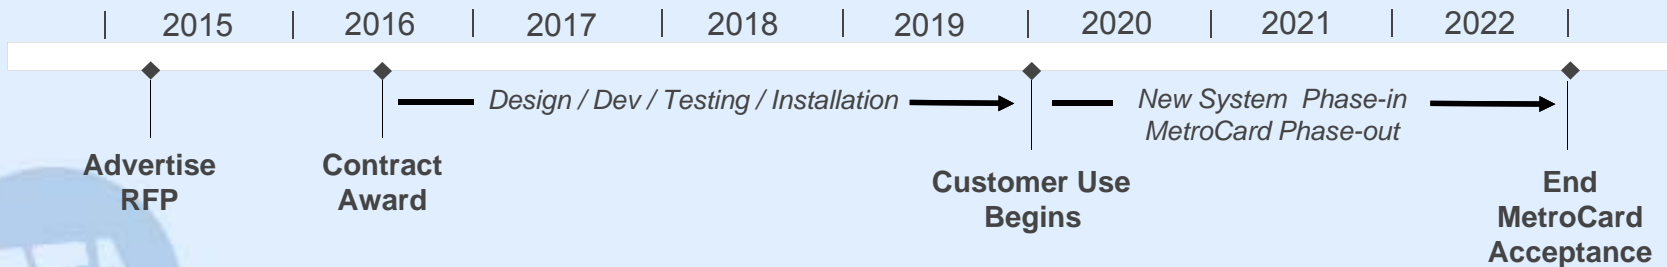 2015 2016 2017 2018 2019 2020 2021 2022
Design / Dev / Testing / Installation
New System Phase-in
MetroCard Phase-out
Advertise
RFP
Contract
Award
Customer Use
Begins
End
MetroCard
Acceptance